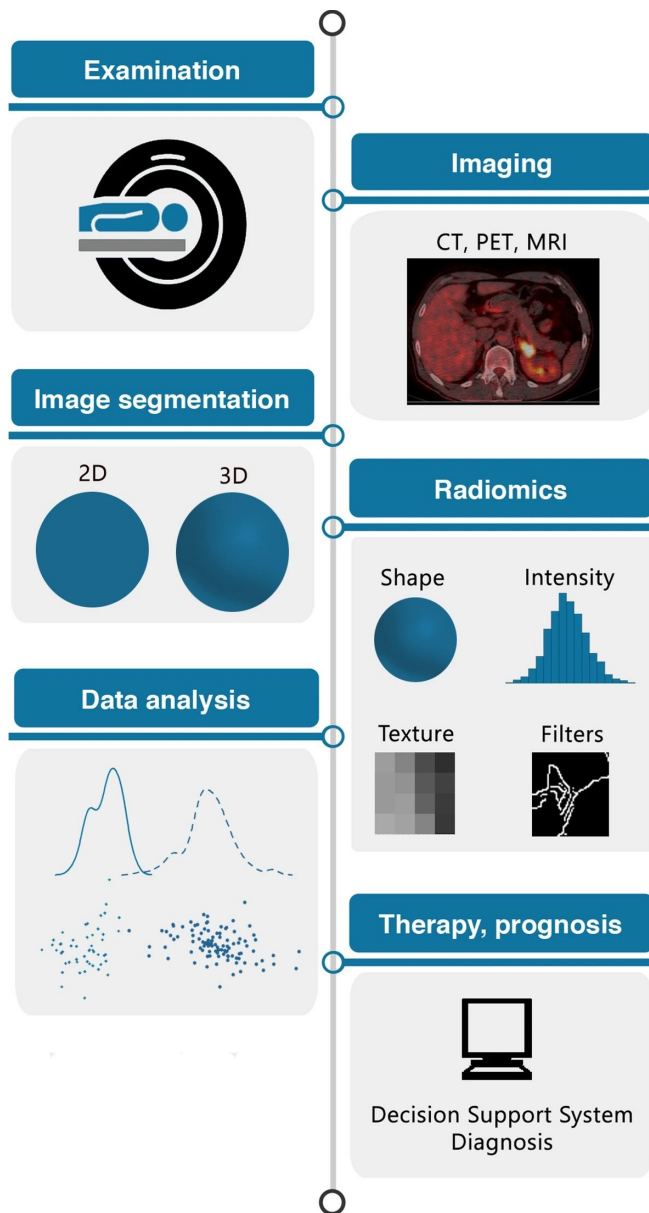 Examination
Imaging
CT, PET, MRI
Image segmentation
2D 3D
Radiomics
Shape Intensity
Texture Filters
Data analysis
Therapy, prognosis
Decision Support System
Diagnosis